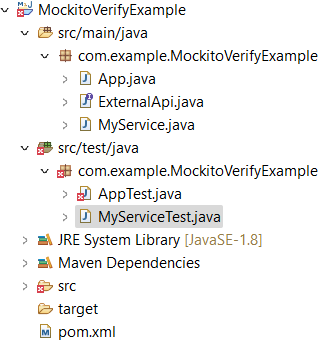 MockitoVerifyExample
src/main/java
com.example.MockitoVerifyExample
App.java
ExternalApi.java
MyService.java
src/test/java
com.example.MockitoVerifyExample
AppTest.java
MyServiceTest.java
JRE System Library [JavaSE-1.8]
Maven Dependencies
src
target
pom.xml